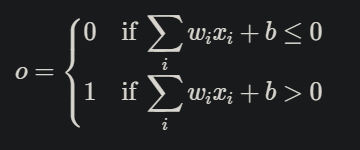 o = { 0 if ∑_i w_i x_i + b ≤ 0
1 if ∑_i w_i x_i + b > 0